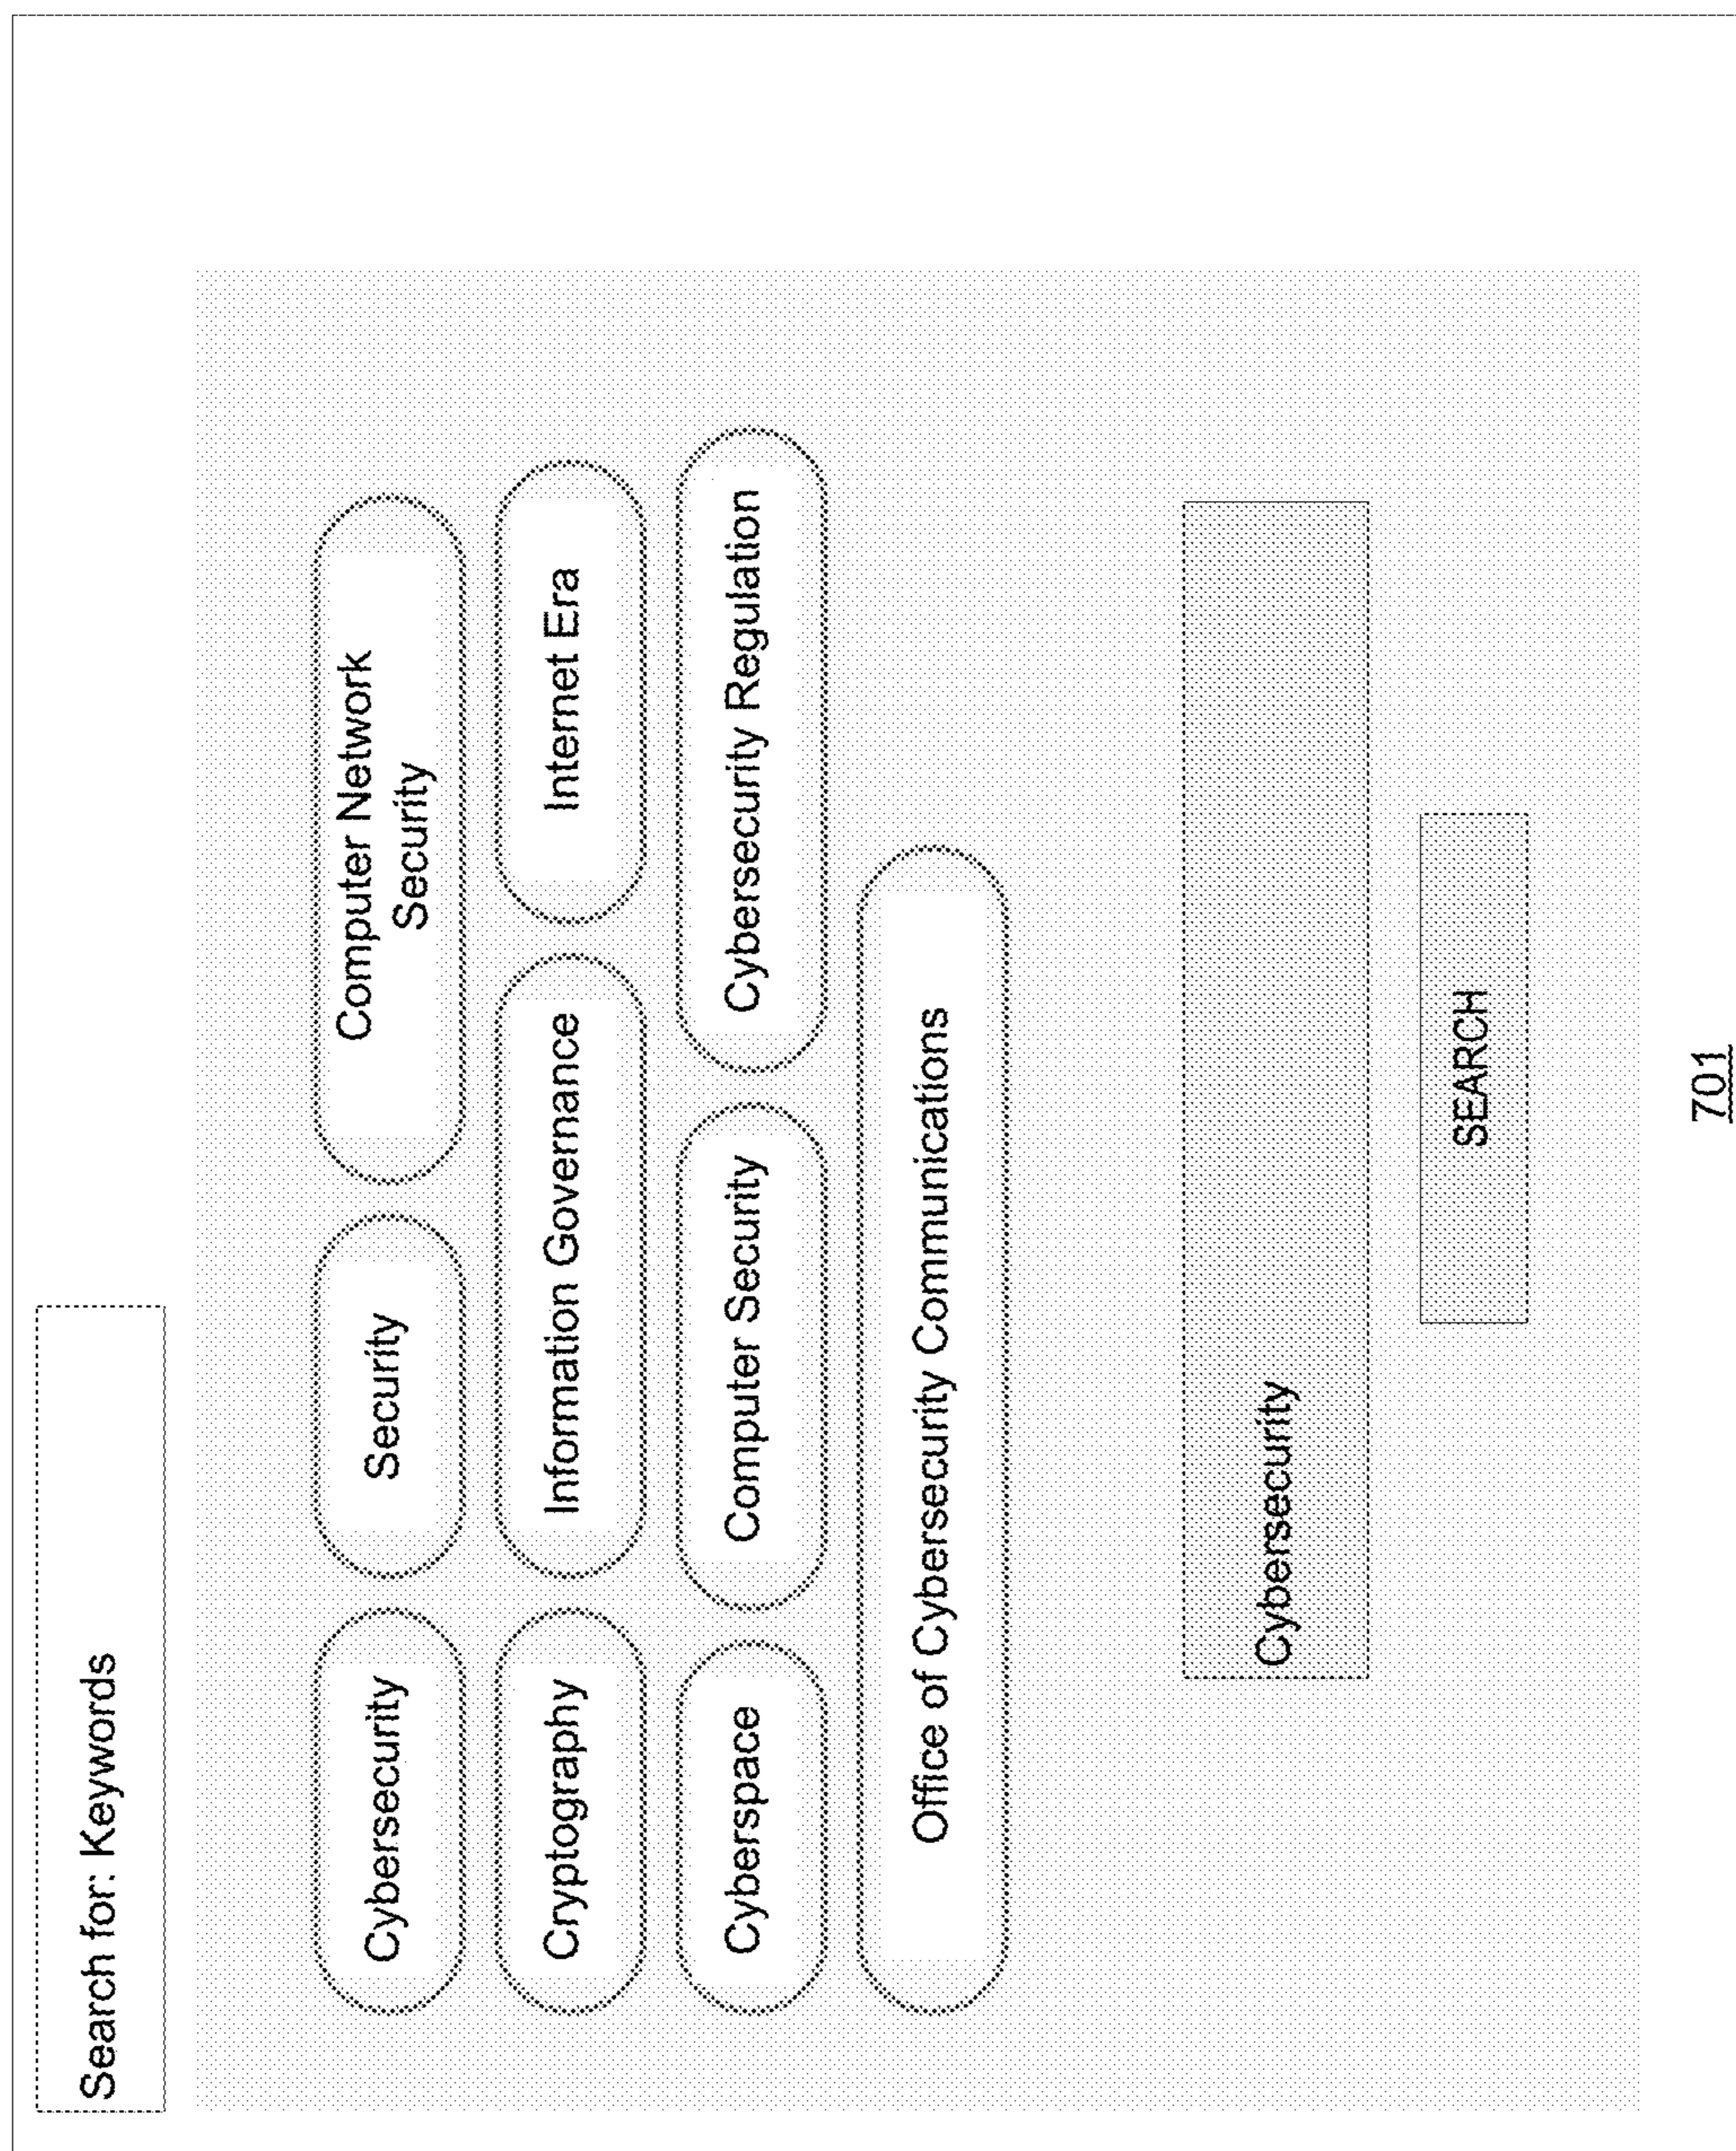 Search for: Keywords
Cybersecurity
Security
Computer Network
Security
Cryptography
Information Governance
Internet Era
Cyberspace
Computer Security
Cybersecurity Regulation
Office of Cybersecurity Communications
Cybersecurity
SEARCH
701